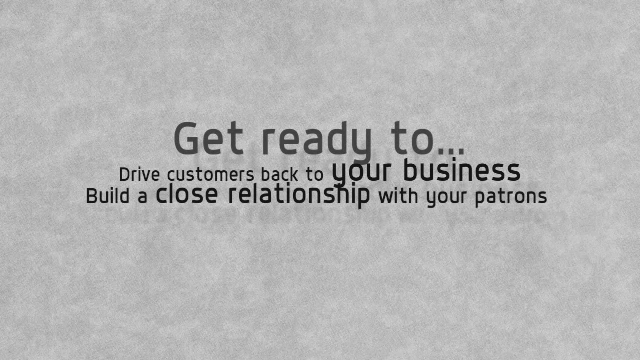 Get ready to...
Drive customers back to your business
Build a close relationship with your patrons